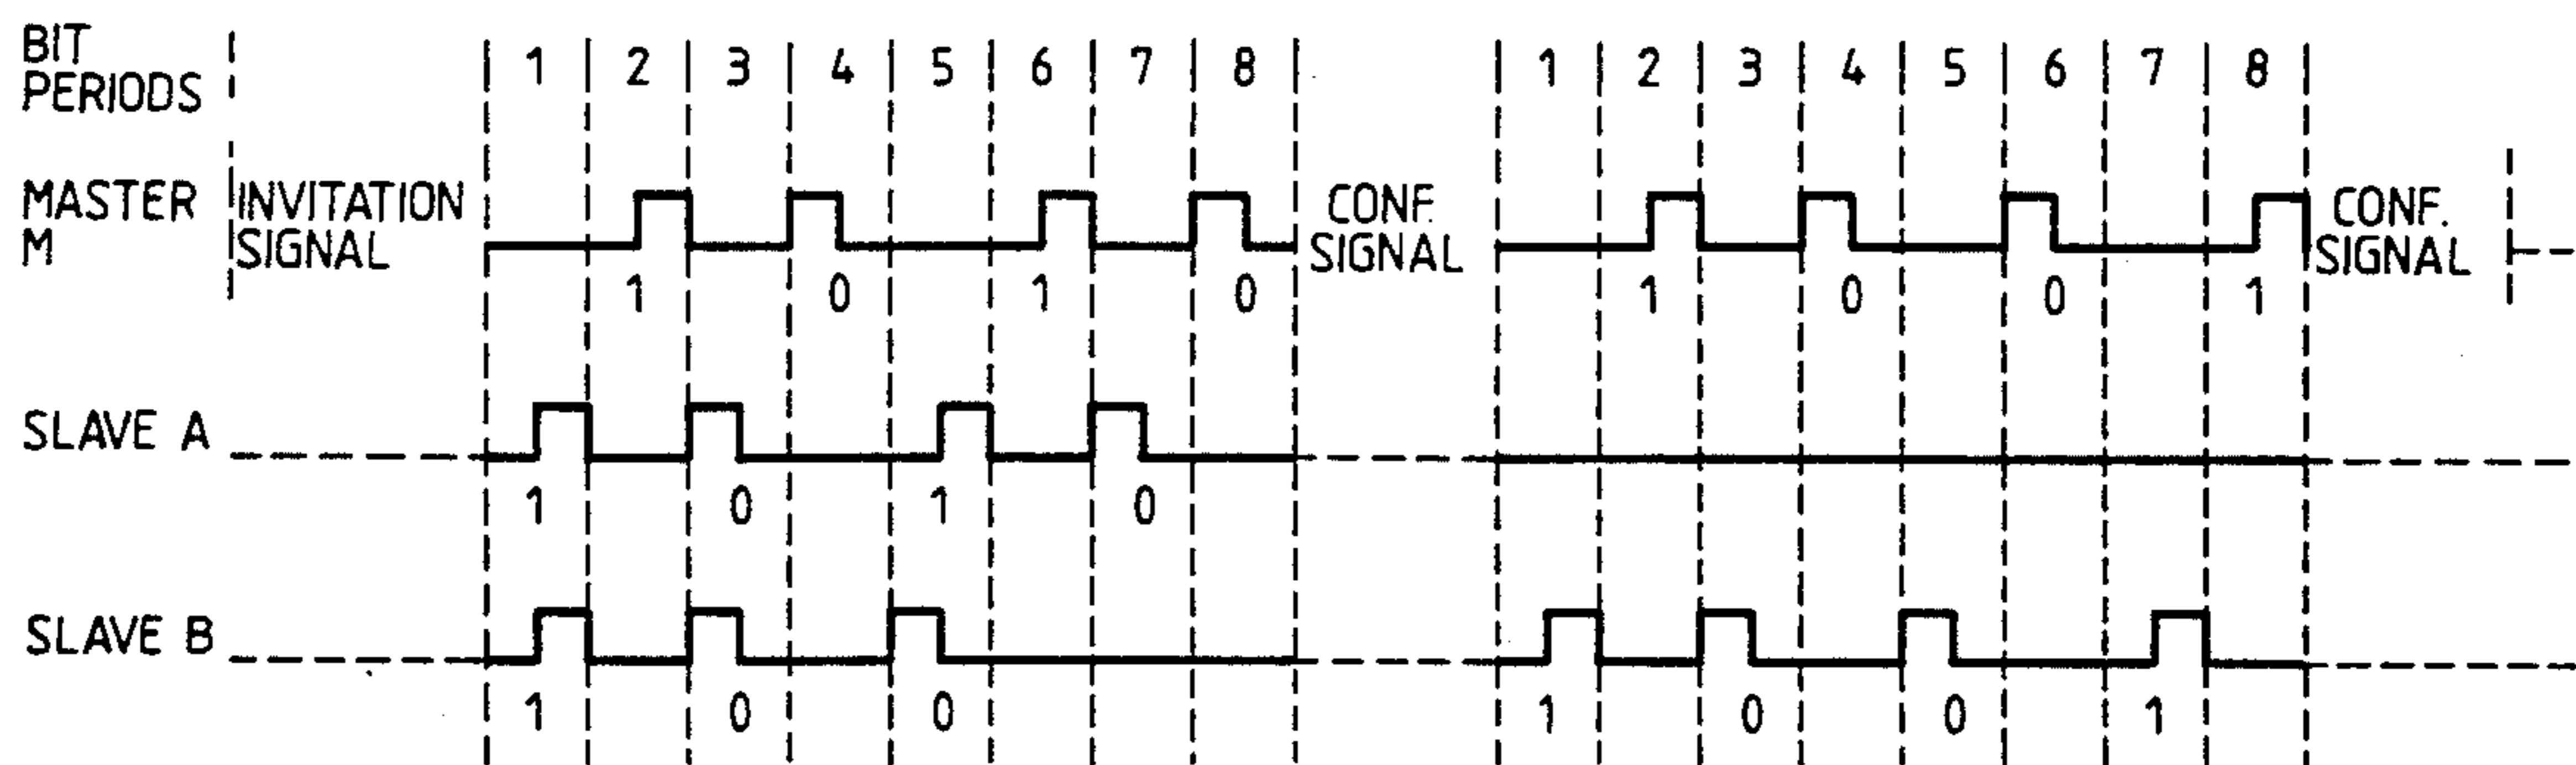 BIT
PERIODS
1 2 3 4 5 6 7 8
1 2 3 4 5 6 7 8
MASTER
M
INVITATION
SIGNAL
CONF.
SIGNAL
CONF.
SIGNAL
1 0 1 0
1 0 0 1
SLAVE A
1 0 1 0
SLAVE B
1 0 0
1 0 0 1